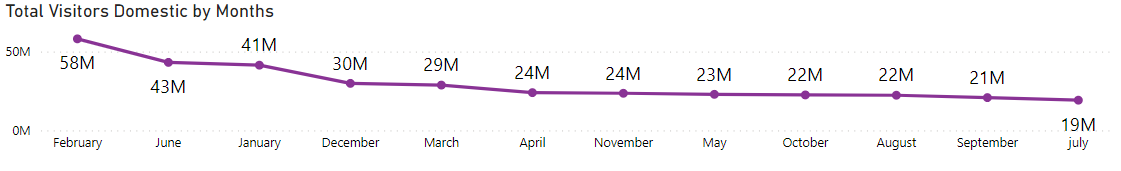 Total Visitors Domestic by Months
58M 43M 41M 30M 29M 24M 24M 23M 22M 22M 21M 19M
50M
0M
February June January December March April November May October August September july